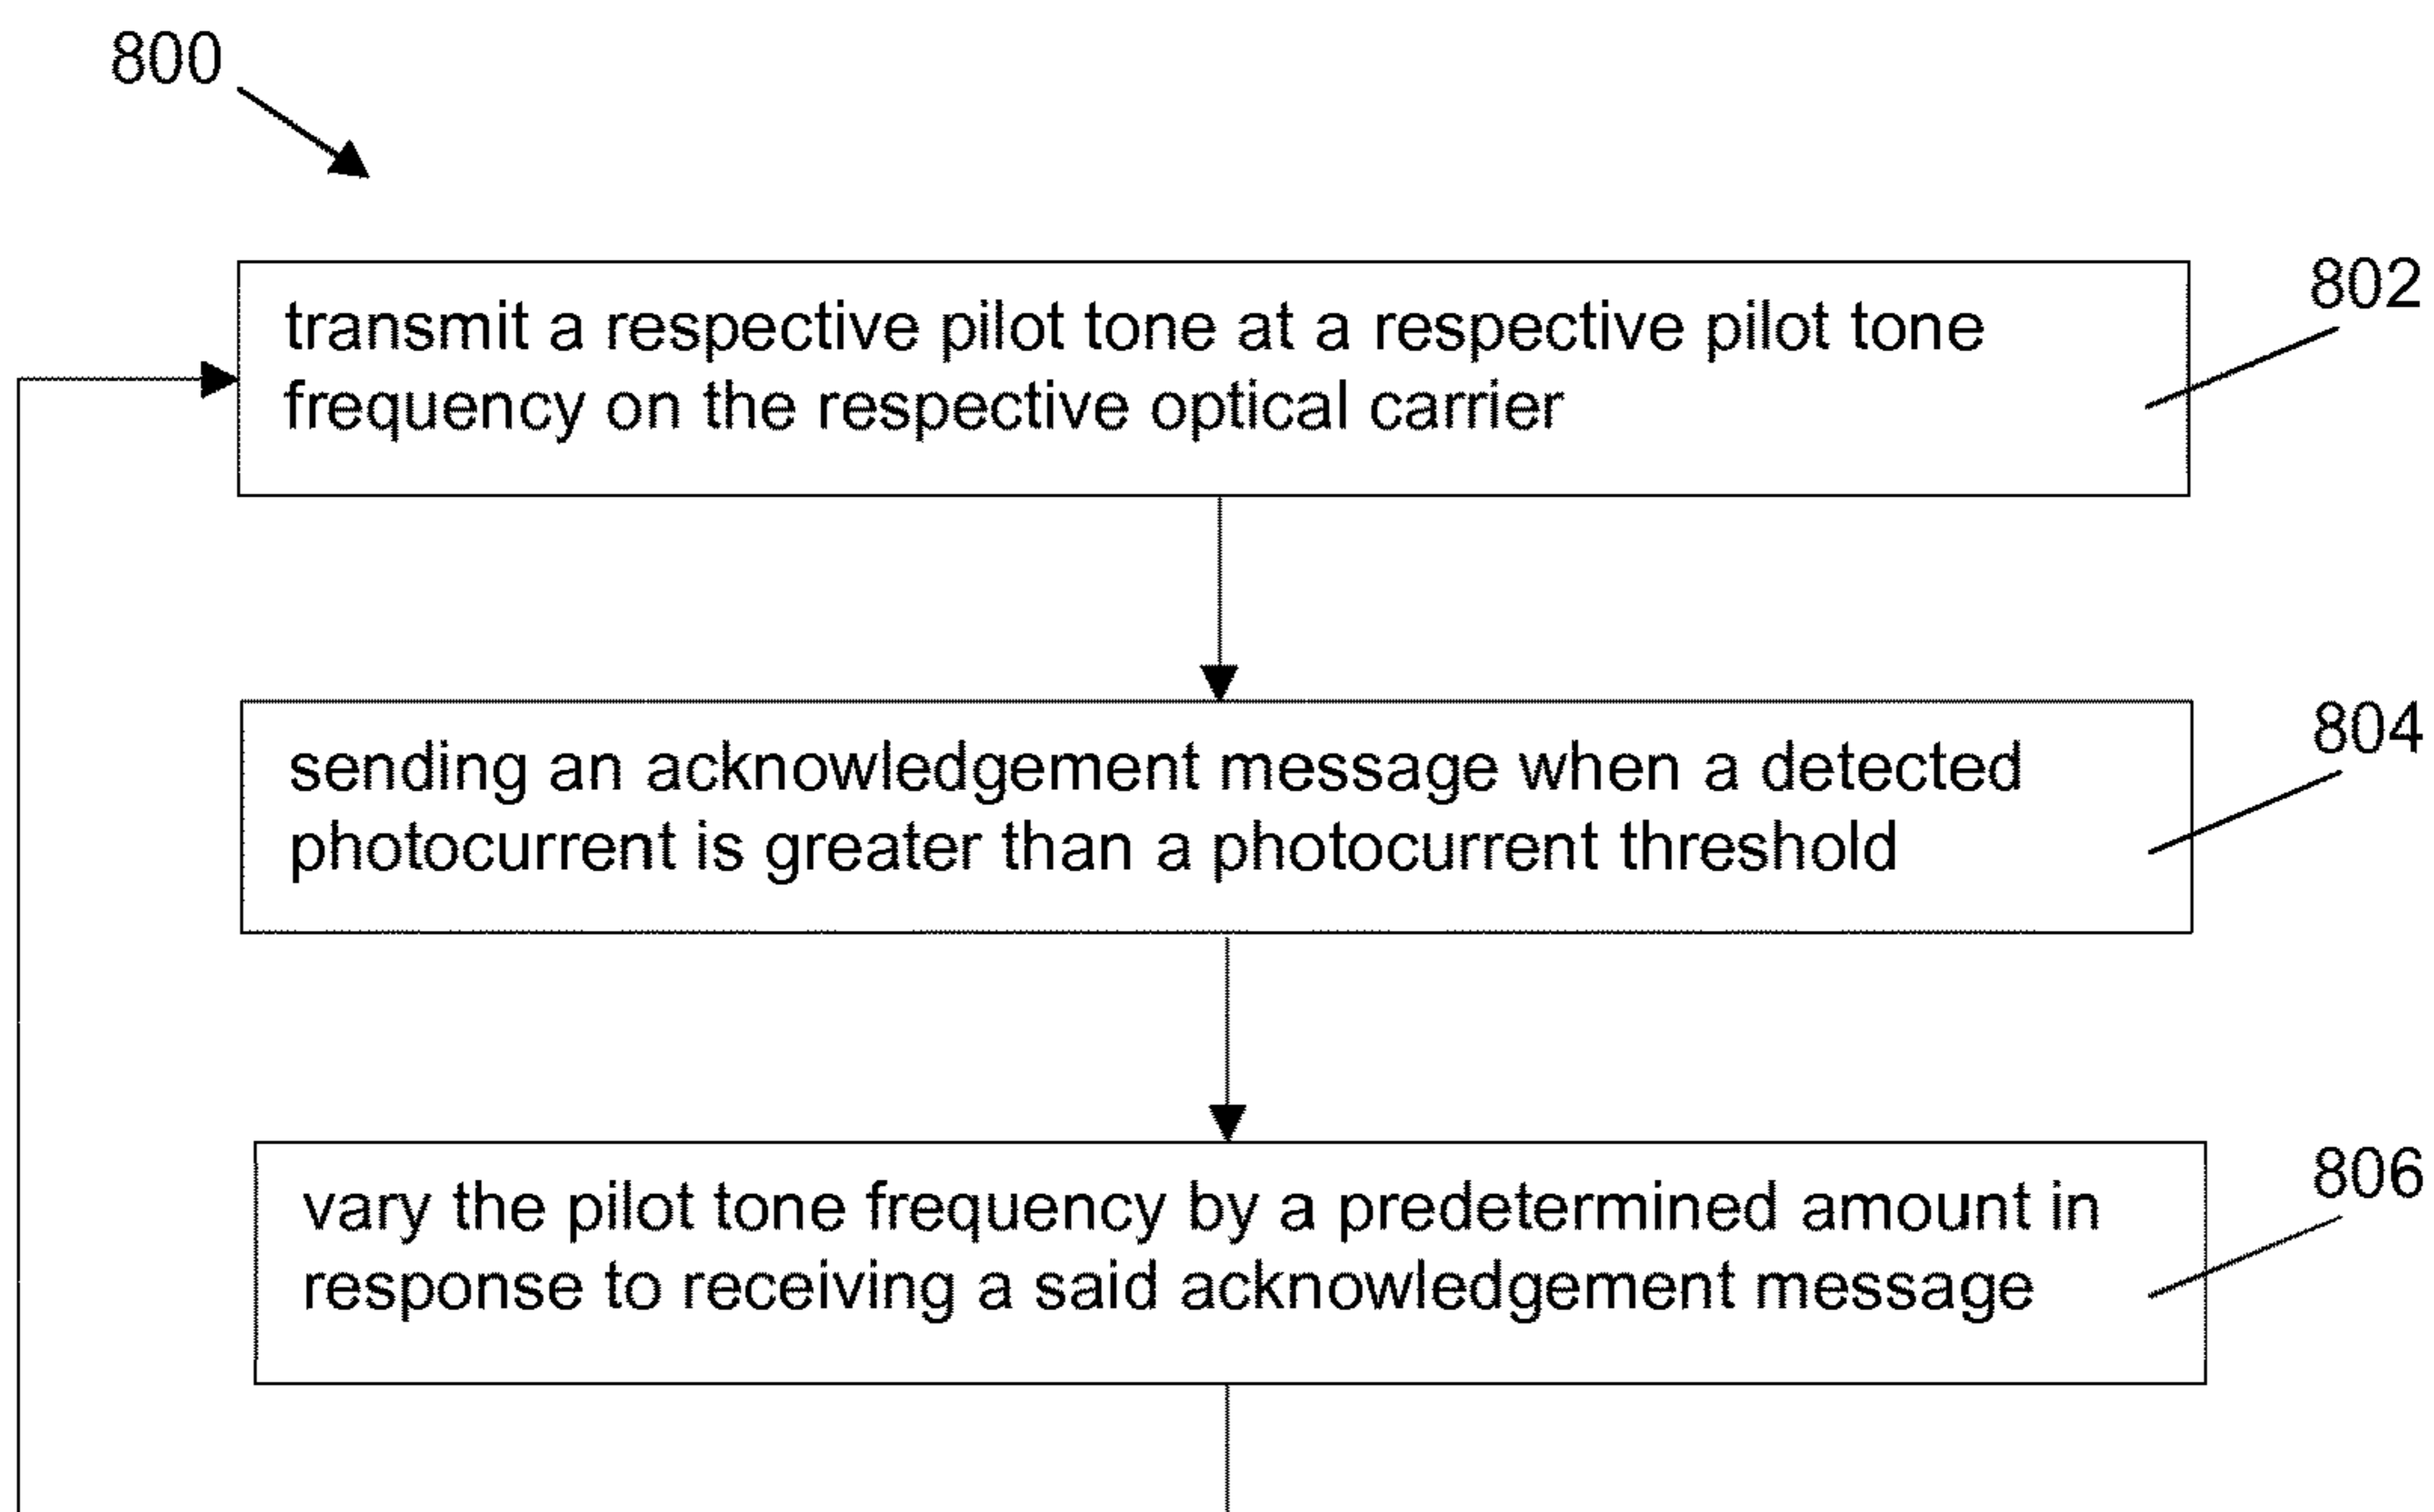 800
802
transmit a respective pilot tone at a respective pilot tone
frequency on the respective optical carrier
804
sending an acknowledgement message when a detected
photocurrent is greater than a photocurrent threshold
806
vary the pilot tone frequency by a predetermined amount in
response to receiving a said acknowledgement message